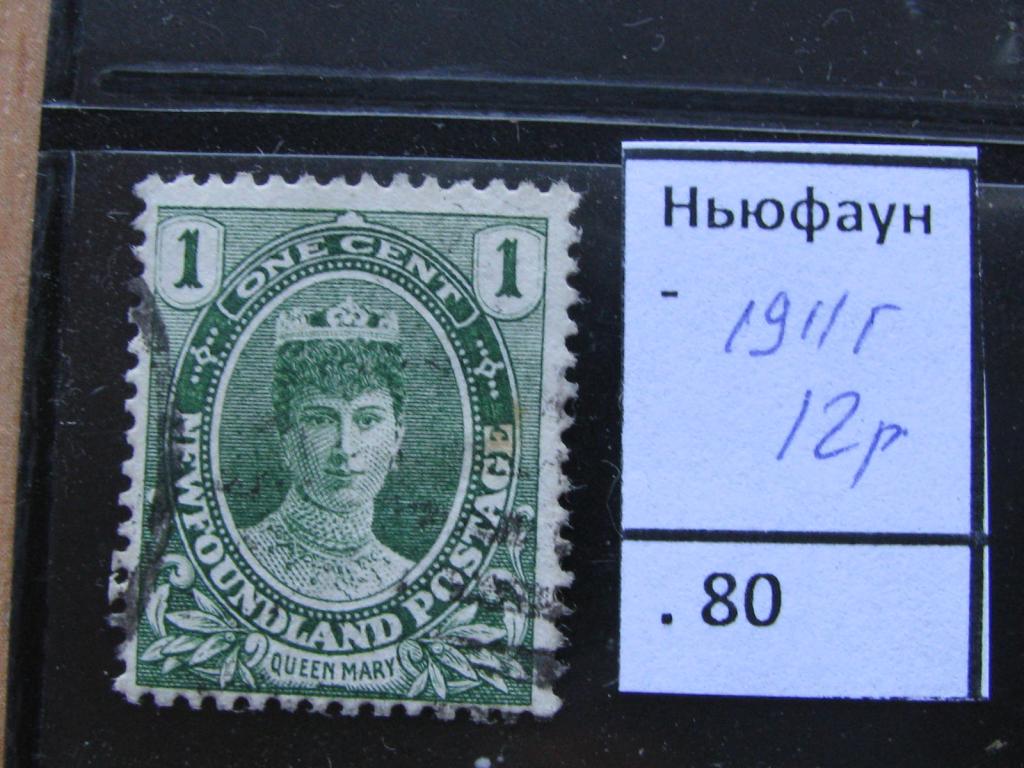 1 1
ONE CENT
NEWFOUNDLAND POSTAGE
QUEEN MARY
Ньюфаун
-
1911г
12р
. 80